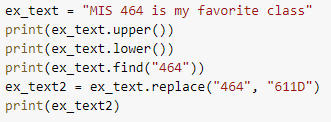 ex_text = "MIS 464 is my favorite class"
print(ex_text.upper())
print(ex_text.lower())
print(ex_text.find("464"))
ex_text2 = ex_text.replace("464", "611D")
print(ex_text2)